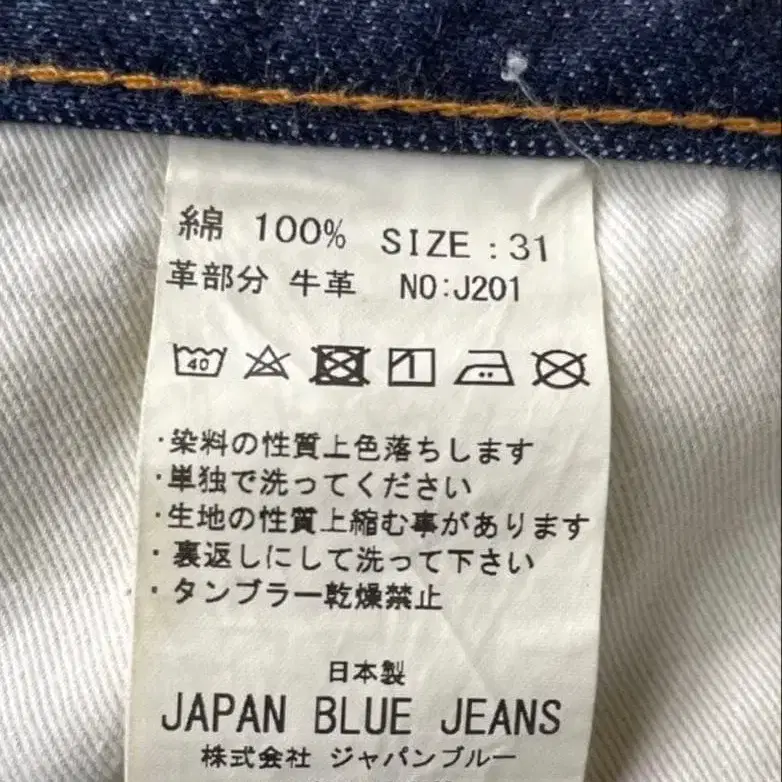 綿 100% SIZE : 31
革部分 牛革 NO:J201
40
・染料の性質上色落ちします
・単独で洗ってください
・生地の性質上縮む事があります
・裏返しにして洗って下さい
・タンブラー乾燥禁止
日本製
JAPAN BLUE JEANS
株式会社 ジャパンブルー